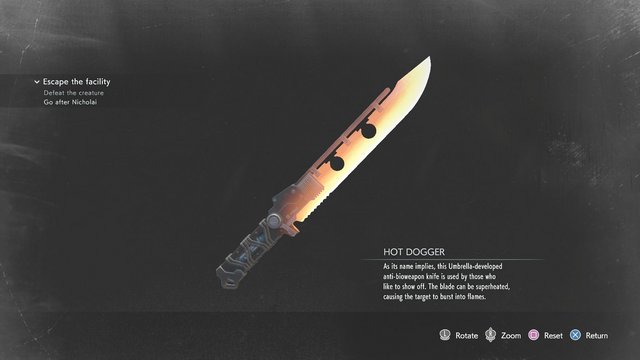 Escape the facility
Defeat the creature
Go after Nicholai
HOT DOGGER
As its name implies, this Umbrella-developed
anti-bioweapon knife is used by those who
like to show off. The blade can be superheated,
causing the target to burst into flames.
Rotate Zoom Reset Return